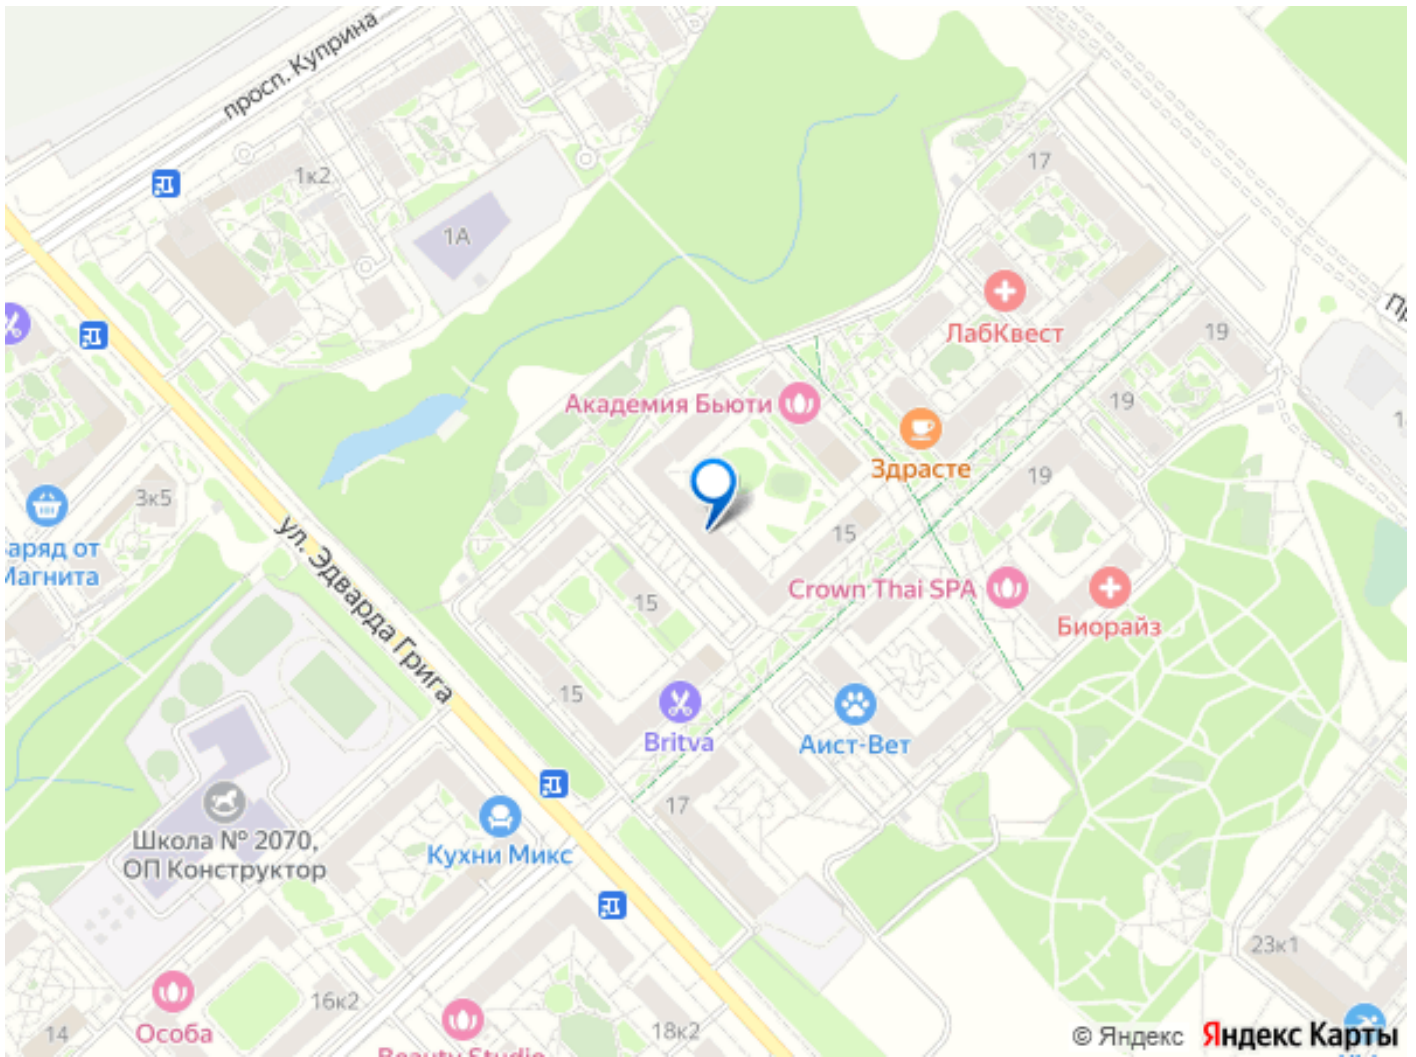 просп. Куприна
1к2
17
1А
ЛабКвест
19
Академия Бьюти
19
Здрасте
3к5
19
аряд от
Магнита
ул. Эдварда Грига
15
Crown Thai SPA
15
Биорайз
15
Britva
Аист-Вет
17
Школа № 2070,
ОП Конструктор
Кухни Микс
23к1
16к2
Особа
14
18к2
Beauty Studio
© Яндекс Яндекс Карты